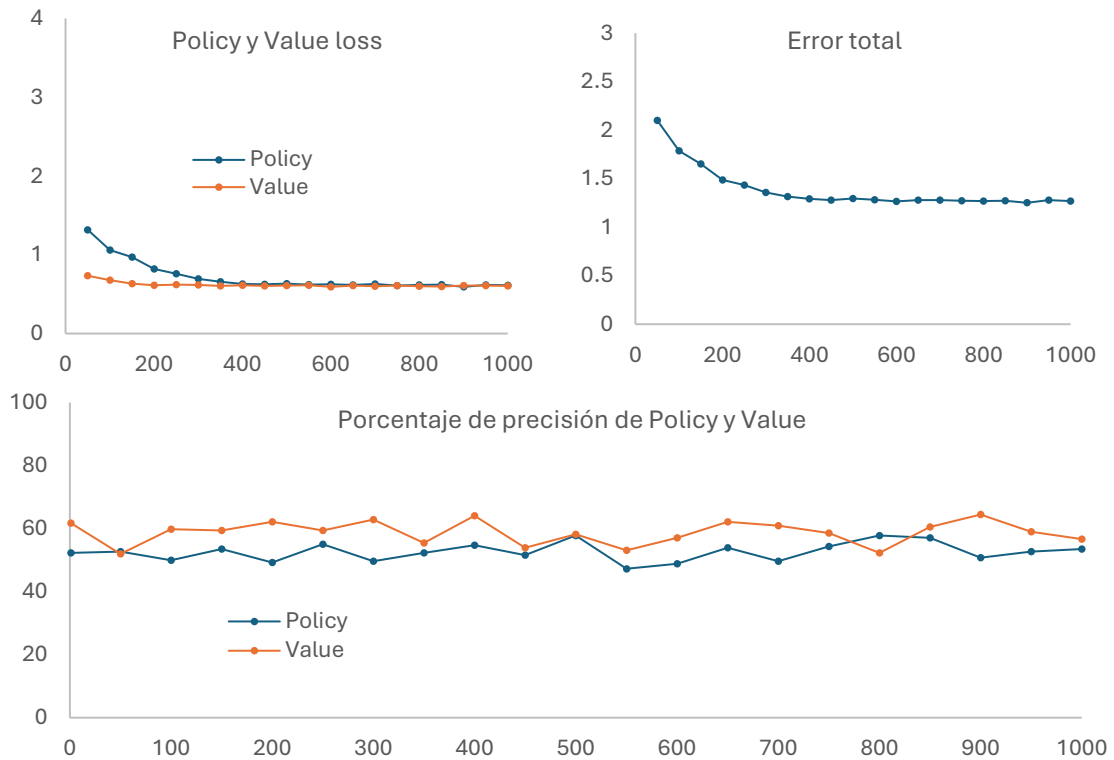 Policy y Value loss
4
3
2
1
0
Policy
Value
0 200 400 600 800 1000
Error total
3
2.5
2
1.5
1
0.5
0
0 200 400 600 800 1000
Porcentaje de precisión de Policy y Value
100
80
60
40
20
0
Policy
Value
0 100 200 300 400 500 600 700 800 900 1000